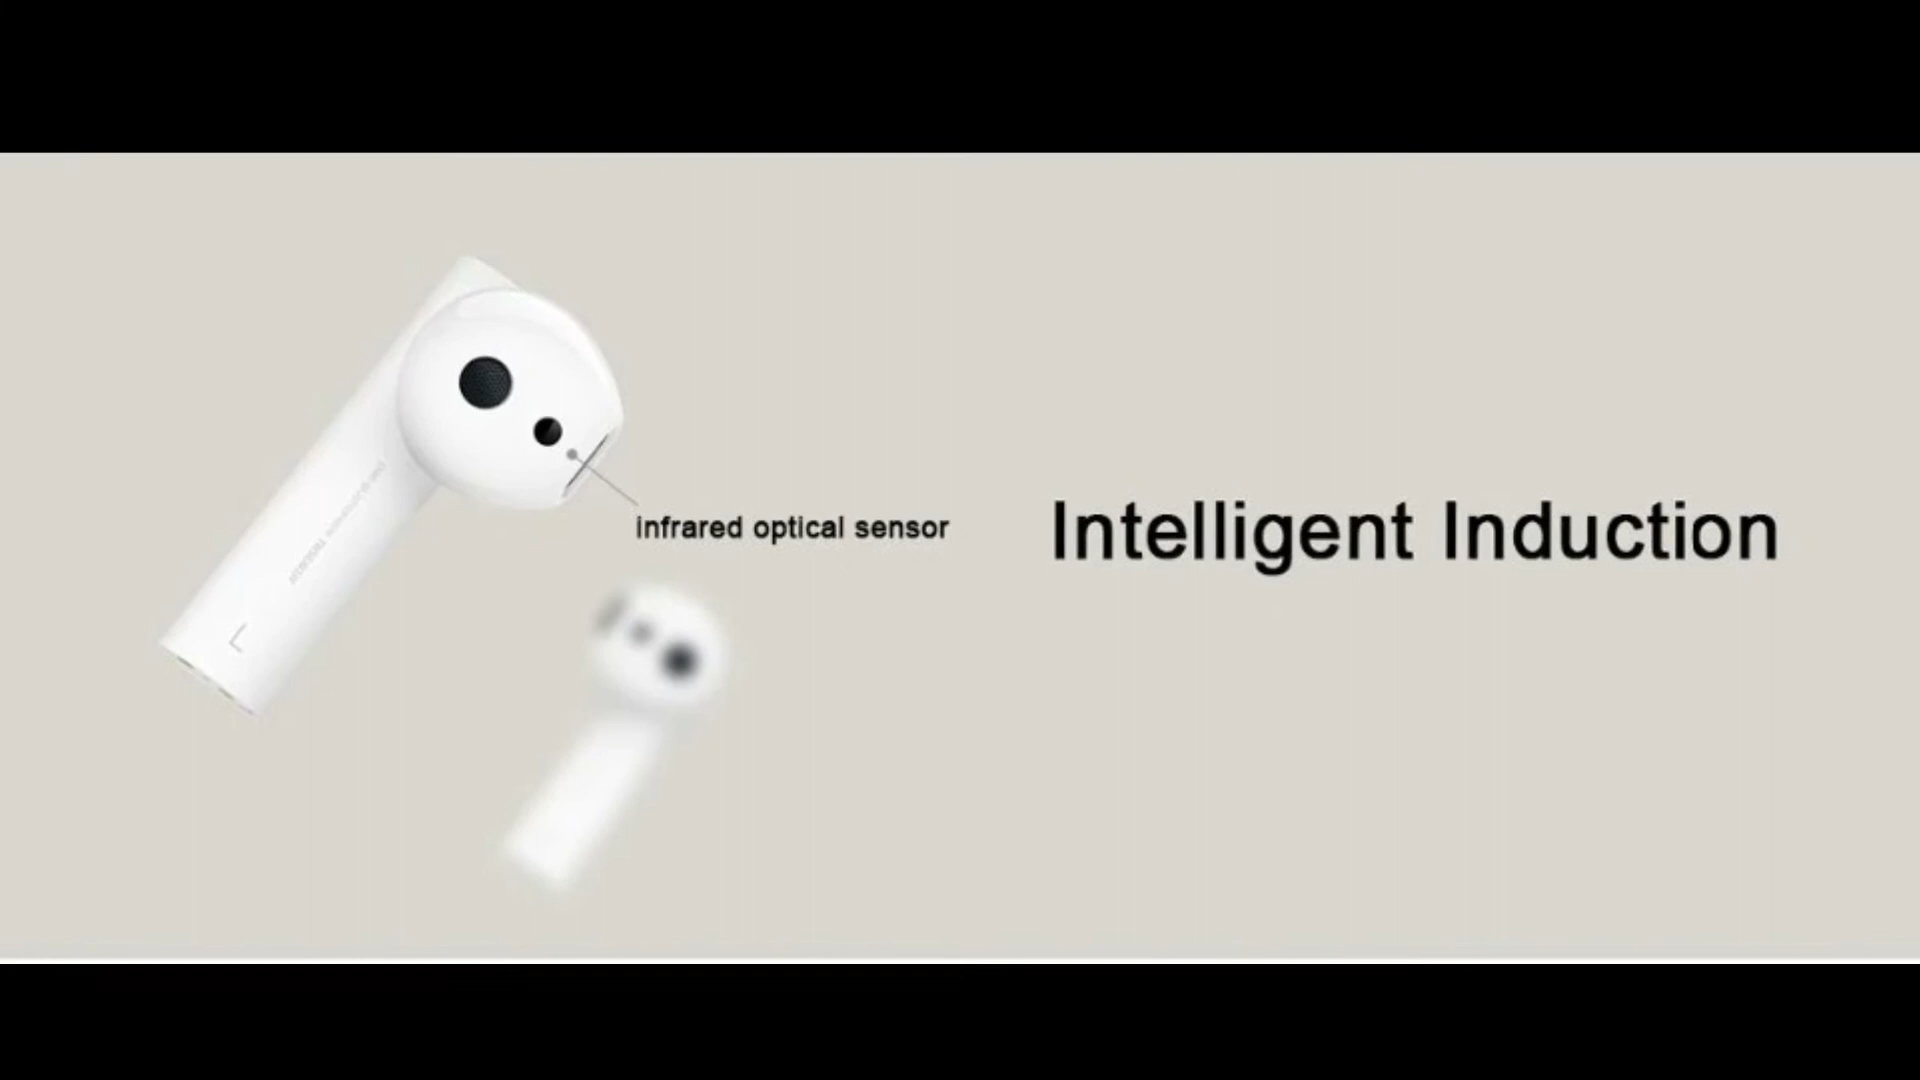 infrared optical sensor
Intelligent Induction
L